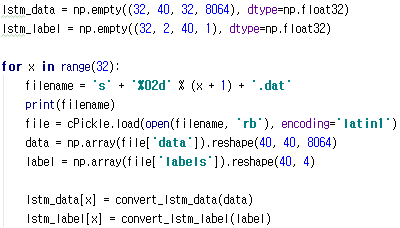 lstm_data = np.empty((32, 40, 32, 8064), dtype=np.float32)
lstm_label = np.empty((32, 2, 40, 1), dtype=np.float32)
for x in range(32):
filename = 's' + '%02d' % (x + 1) + '.dat'
print(filename)
file = cPickle.load(open(filename, 'rb'), encoding='latin1')
data = np.array(file['data']).reshape(40, 40, 8064)
label = np.array(file['labels']).reshape(40, 4)
lstm_data[x] = convert_lstm_data(data)
lstm_label[x] = convert_lstm_label(label)